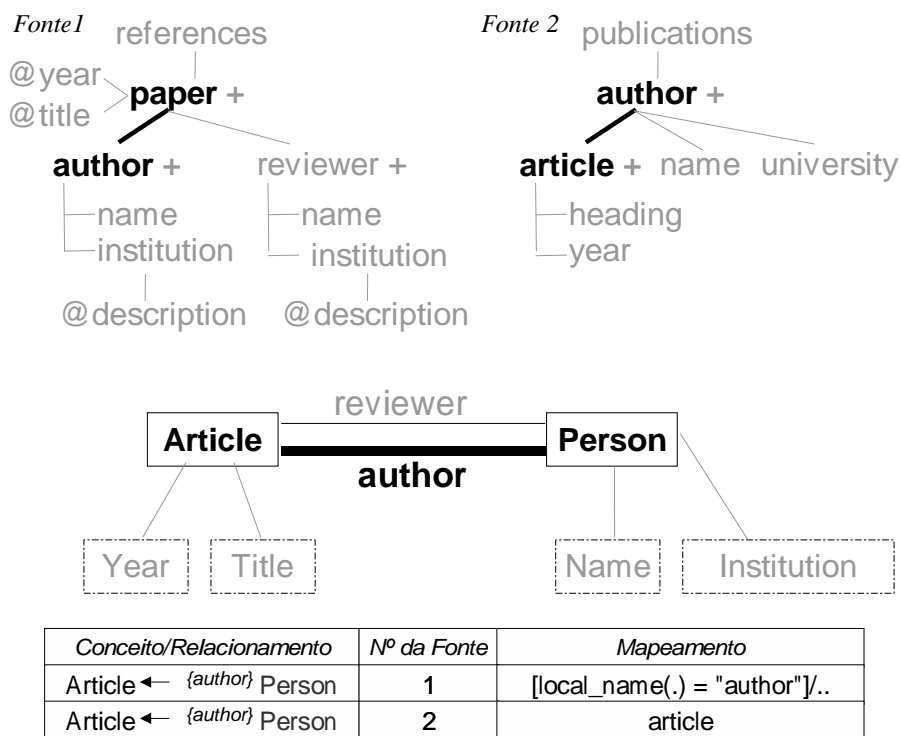 Fonte1
references
@year
@title
paper +
author +
reviewer +
name
institution
@description
name
institution
@description
Fonte 2
publications
author +
article + name university
heading
year
reviewer
Article
Person
author
Year Title Name Institution
Conceito/Relacionamento Nº da Fonte Mapeamento
Article ← {author} Person 1 [local_name(.) = "author"]/..
Article ← {author} Person 2 article